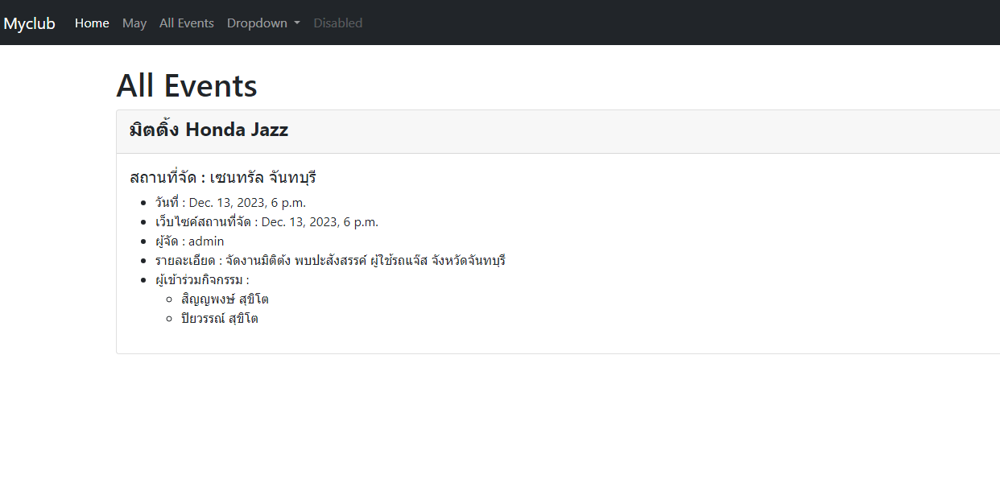 Myclub Home May All Events Dropdown Disabled
All Events
มิตติ้ง Honda Jazz
สถานที่จัด : เซนทรัล จันทบุรี
วันที่ : Dec. 13, 2023, 6 p.m.
เว็บไซค์สถานที่จัด : Dec. 13, 2023, 6 p.m.
ผู้จัด : admin
รายละเอียด : จัดงานมิติต้ง พบปะสังสรรค์ ผู้ใช้รถแจ๊ส จังหวัดจันทบุรี
ผู้เข้าร่วมกิจกรรม :
สิญญพงษ์ สุขิโต
ปิยวรรณ์ สุขิโต